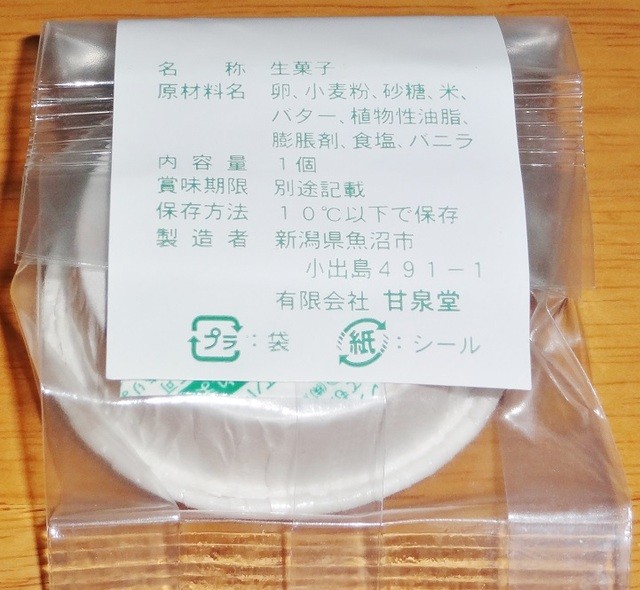 名称 生菓子
原材料名 卵、小麦粉、砂糖、米、
バター、植物性油脂、
膨脹剤、食塩、バニラ
内容量 1個
賞味期限 別途記載
保存方法 10℃以下で保存
製造者 新潟県魚沼市
小出島491-1
有限会社 甘泉堂
プラ:袋 紙:シール